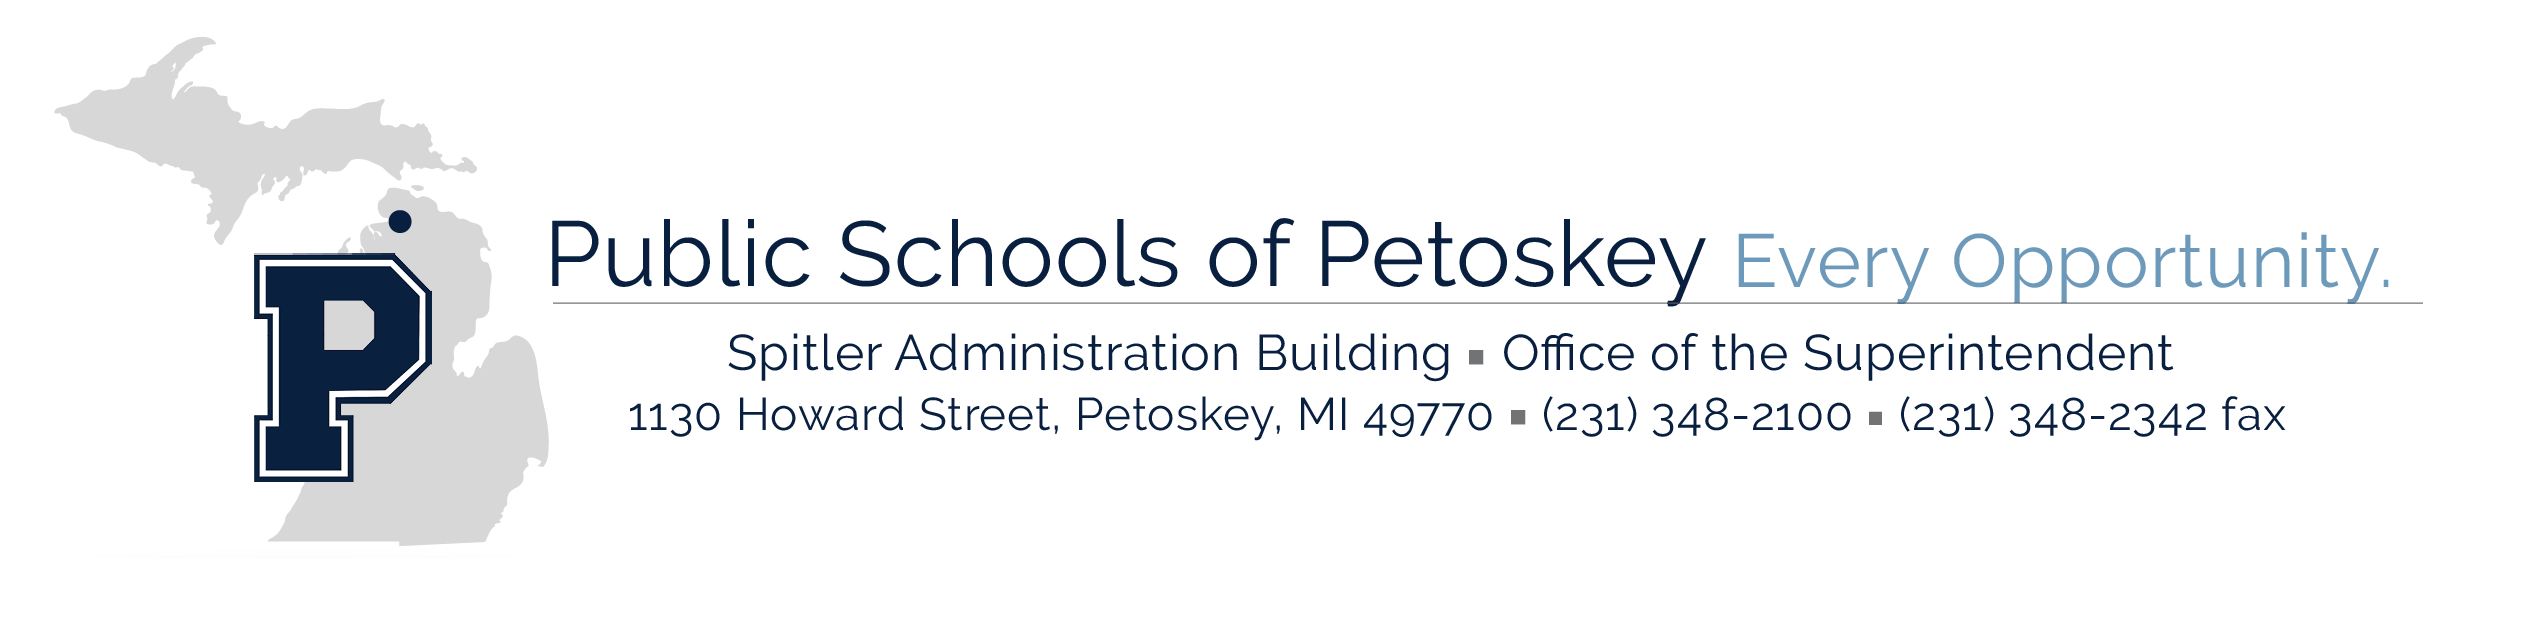 P
Public Schools of Petoskey Every Opportunity.
Spitler Administration Building ▪ Office of the Superintendent
1130 Howard Street, Petoskey, MI 49770 ▪ (231) 348-2100 ▪ (231) 348-2342 fax